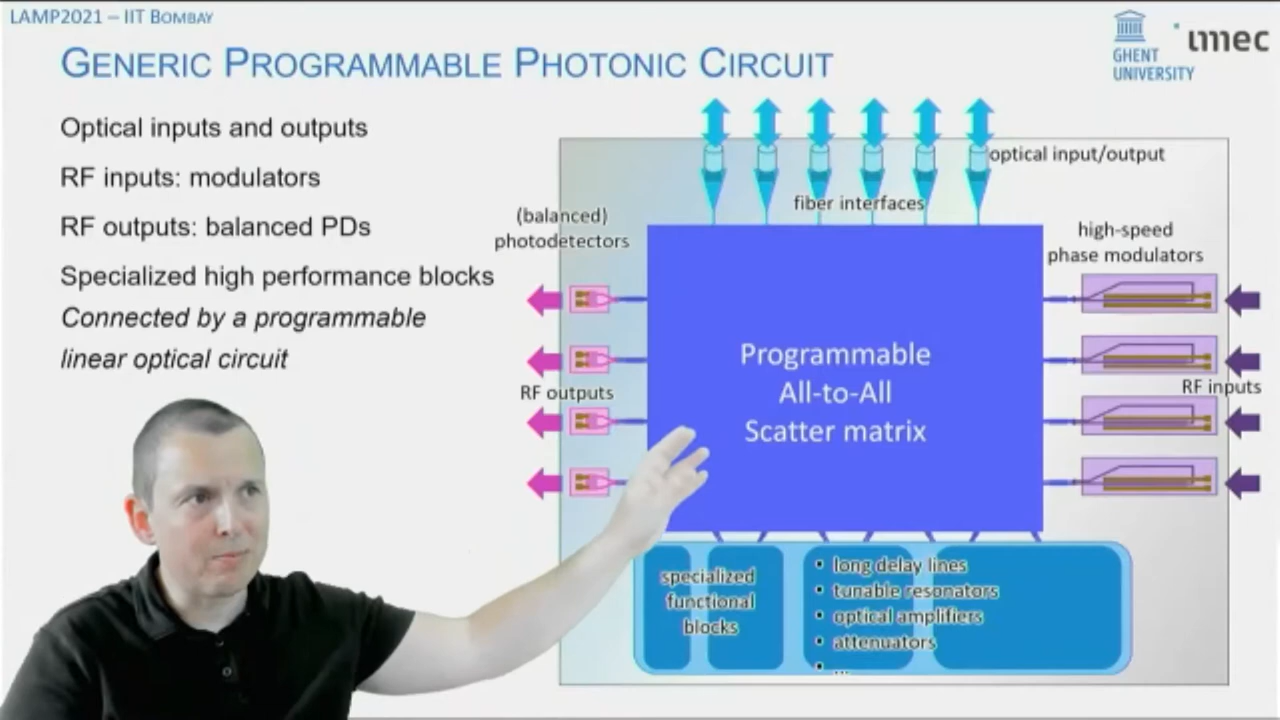 LAMP2021 – IIT BOMBAY
GENERIC PROGRAMMABLE PHOTONIC CIRCUIT
GHENT
UNIVERSITY
imec
Optical inputs and outputs
RF inputs: modulators
RF outputs: balanced PDs
Specialized high performance blocks
Connected by a programmable
linear optical circuit
optical input/output
fiber interfaces
(balanced)
photodetectors
high-speed
phase modulators
RF outputs
RF inputs
Programmable
All-to-All
Scatter matrix
specialized
functional
blocks
• long delay lines
• tunable resonators
• optical amplifiers
• attenuators
• ...